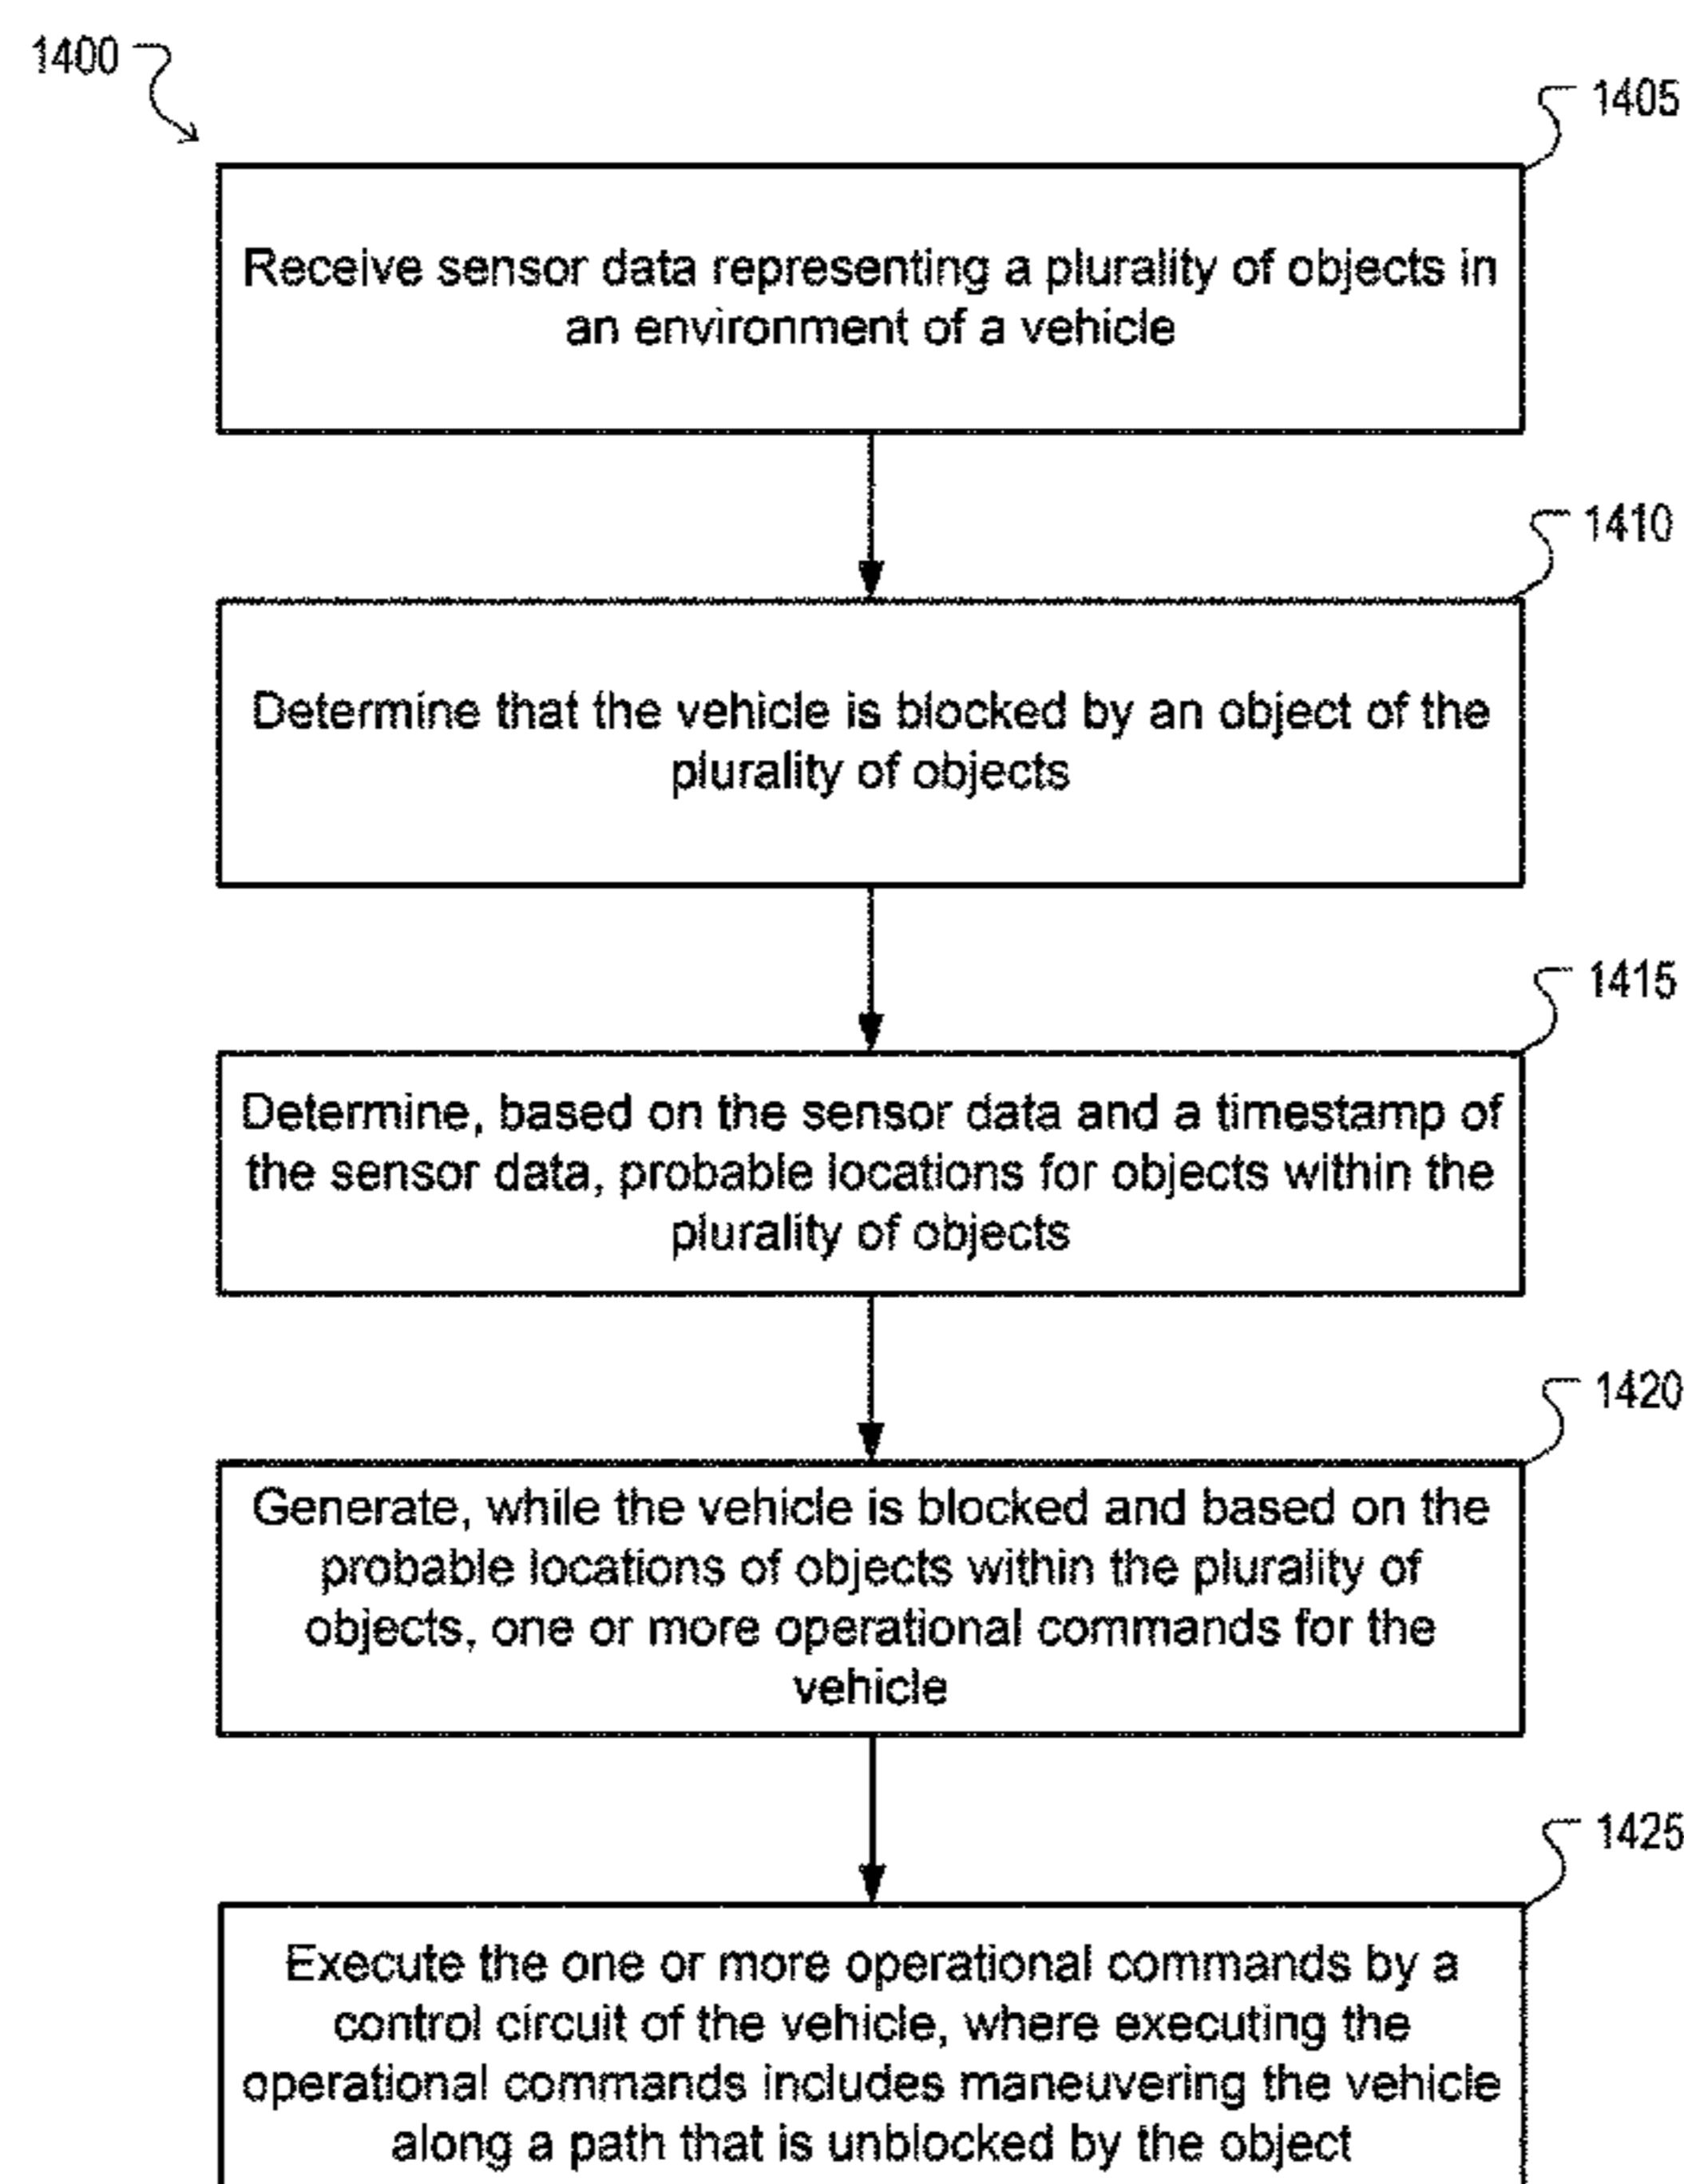 1400
1405
Receive sensor data representing a plurality of objects in
an environment of a vehicle
1410
Determine that the vehicle is blocked by an object of the
plurality of objects
1415
Determine, based on the sensor data and a timestamp of
the sensor data, probable locations for objects within the
plurality of objects
1420
Generate, while the vehicle is blocked and based on the
probable locations of objects within the plurality of
objects, one or more operational commands for the
vehicle
1425
Execute the one or more operational commands by a
control circuit of the vehicle, where executing the
operational commands includes maneuvering the vehicle
along a path that is unblocked by the object